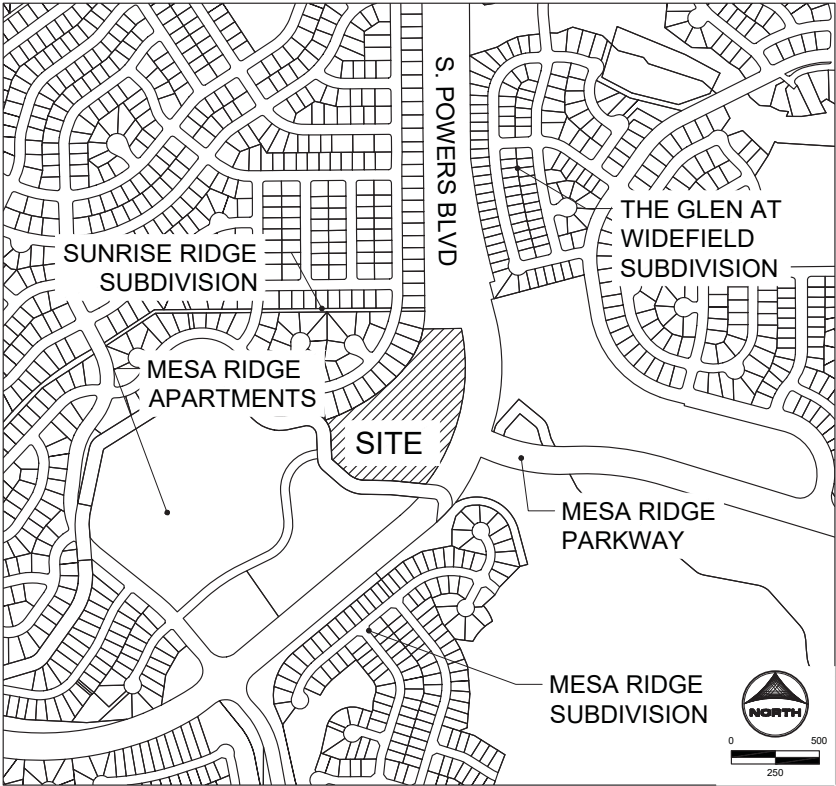 S. POWERS BLVD
THE GLEN AT
WIDEFIELD
SUBDIVISION
SUNRISE RIDGE
SUBDIVISION
MESA RIDGE
APARTMENTS
SITE
MESA RIDGE
PARKWAY
MESA RIDGE
SUBDIVISION
NORTH
0 500
250